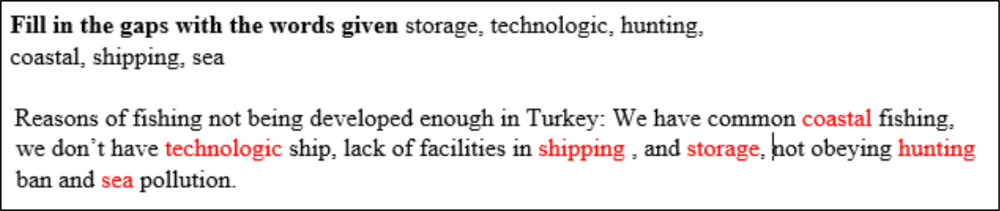 Fill in the gaps with the words given storage, technologic, hunting,
coastal, shipping, sea
Reasons of fishing not being developed enough in Turkey: We have common coastal fishing,
we don’t have technologic ship, lack of facilities in shipping , and storage, not obeying hunting
ban and sea pollution.